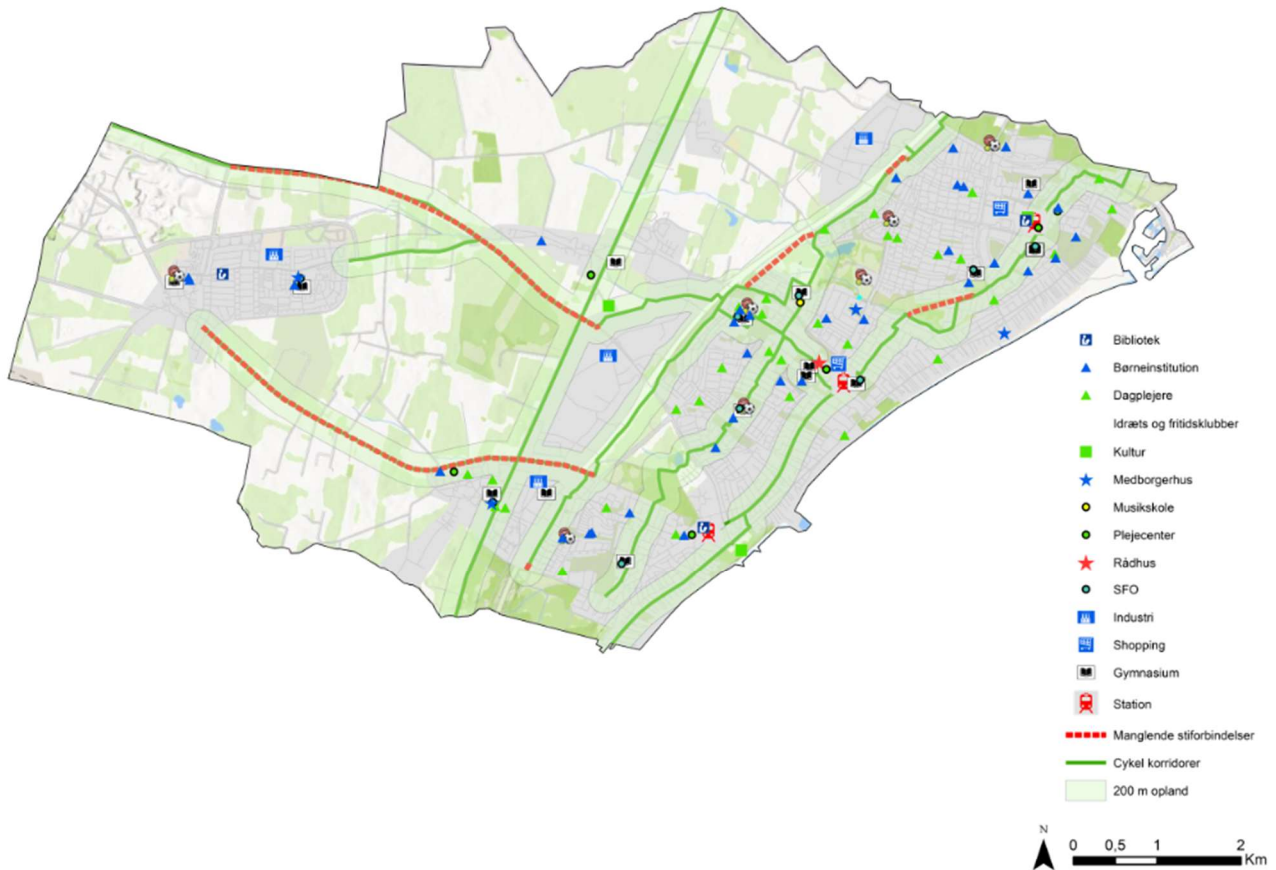 Bibliotek
Børneinstitution
Dagplejere
Idræts og fritidsklubber
Kultur
Medborgerhus
Musikskole
Plejecenter
Rådhus
SFO
Industri
Shopping
Gymnasium
Station
Manglende stiforbindelser
Cykel korridorer
200 m opland
N
0 0,5 1 2
Km